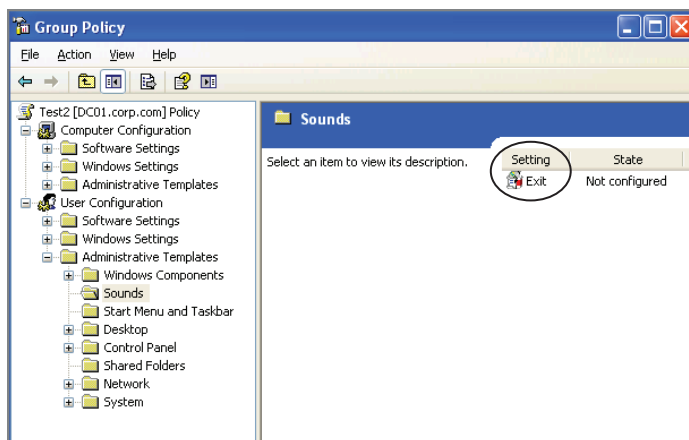 Group Policy
File Action View Help
Test2 [DC01.corp.com] Policy
Computer Configuration
Software Settings
Windows Settings
Administrative Templates
User Configuration
Software Settings
Windows Settings
Administrative Templates
Windows Components
Sounds
Start Menu and Taskbar
Desktop
Control Panel
Shared Folders
Network
System
Sounds
Select an item to view its description.
Setting State
Exit Not configured